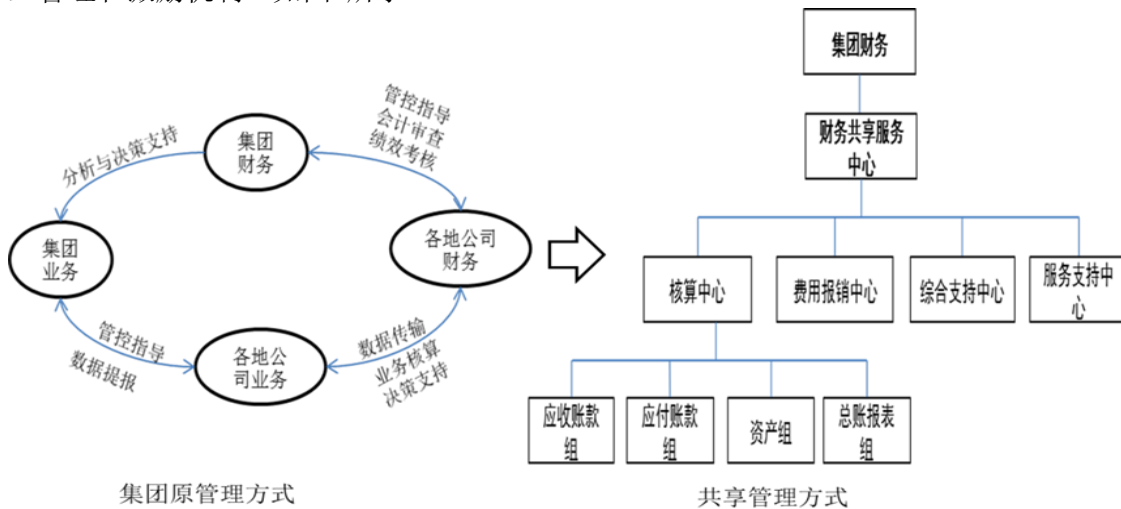 管控指导
会计审查
绩效考核
分析与决策支持
集团
财务
集团
业务
各地公司
财务
各地公
司业务
管控指导
数据提报
数据传输
业务核算
决策支持
集团原管理方式
集团财务
财务共享服务
中心
核算中心
费用报销中心
综合支持中心
服务支持中
心
应收账款
组
应付账款
组
资产组
总账报表
组
共享管理方式